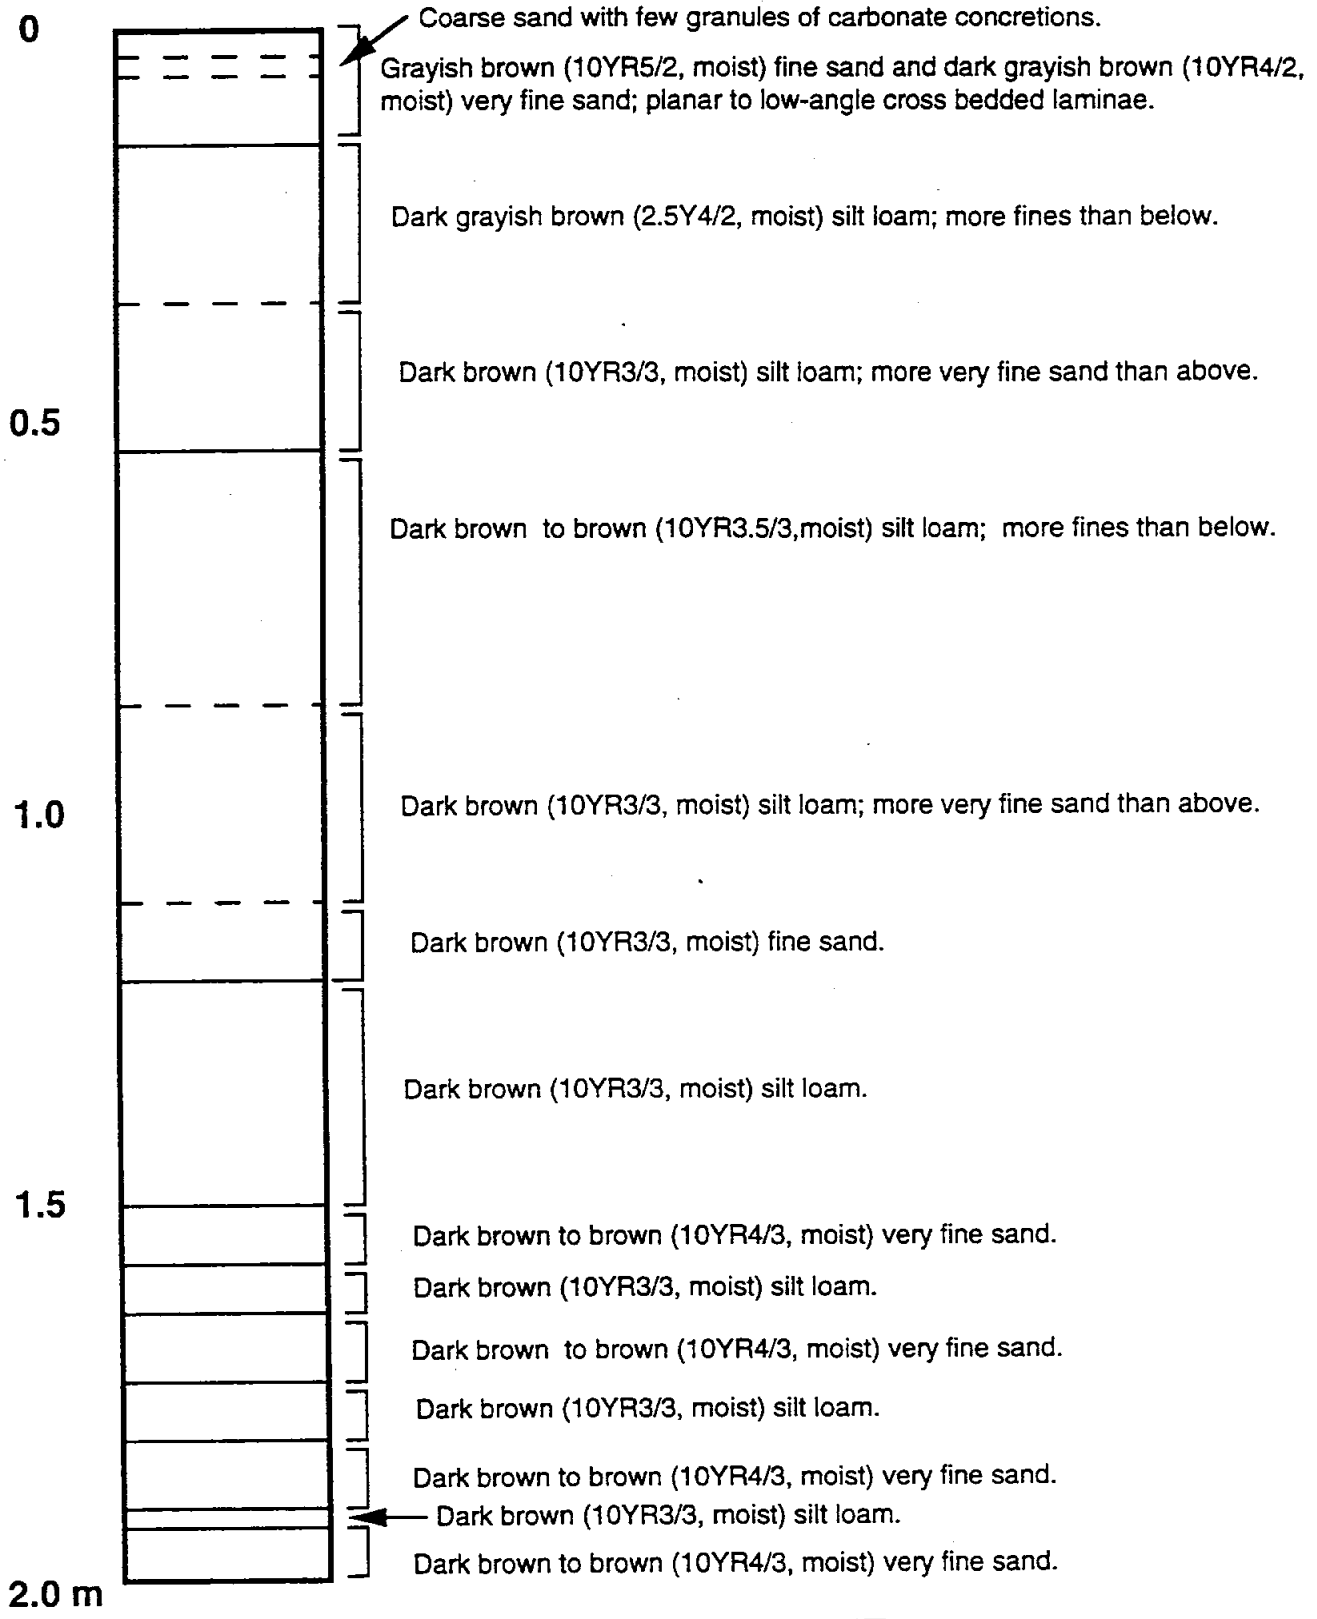 0
Coarse sand with few granules of carbonate concretions.
Grayish brown (10YR5/2, moist) fine sand and dark grayish brown (10YR4/2,
moist) very fine sand; planar to low-angle cross bedded laminae.
Dark grayish brown (2.5Y4/2, moist) silt loam; more fines than below.
Dark brown (10YR3/3, moist) silt loam; more very fine sand than above.
0.5
Dark brown to brown (10YR3.5/3,moist) silt loam; more fines than below.
1.0
Dark brown (10YR3/3, moist) silt loam; more very fine sand than above.
Dark brown (10YR3/3, moist) fine sand.
Dark brown (10YR3/3, moist) silt loam.
1.5
Dark brown to brown (10YR4/3, moist) very fine sand.
Dark brown (10YR3/3, moist) silt loam.
Dark brown to brown (10YR4/3, moist) very fine sand.
Dark brown (10YR3/3, moist) silt loam.
Dark brown to brown (10YR4/3, moist) very fine sand.
Dark brown (10YR3/3, moist) silt loam.
Dark brown to brown (10YR4/3, moist) very fine sand.
2.0 m